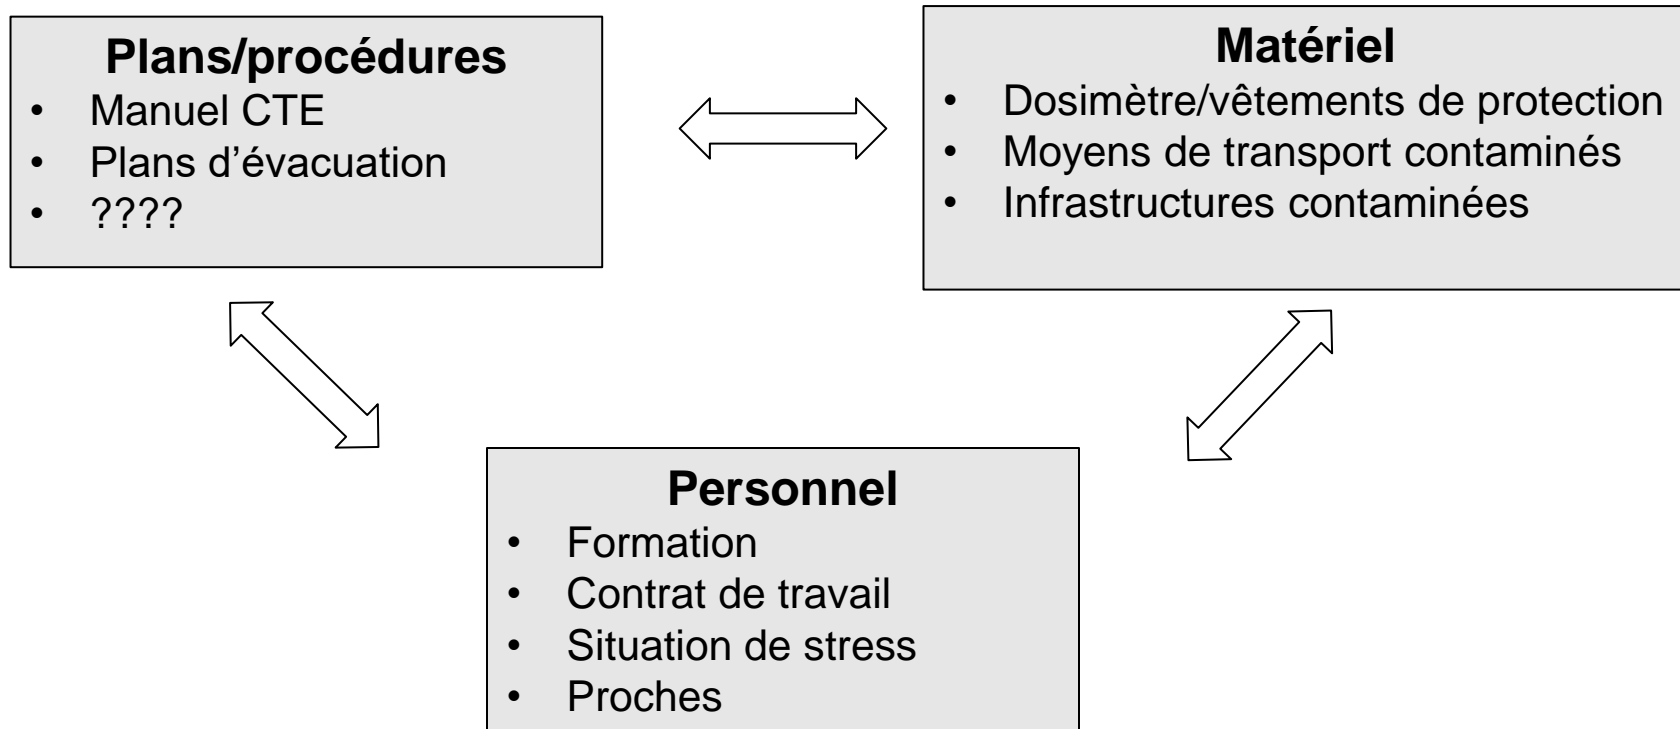 Plans/procédures
• Manuel CTE
• Plans d’évacuation
• ????
Matériel
• Dosimètre/vêtements de protection
• Moyens de transport contaminés
• Infrastructures contaminées
Personnel
• Formation
• Contrat de travail
• Situation de stress
• Proches